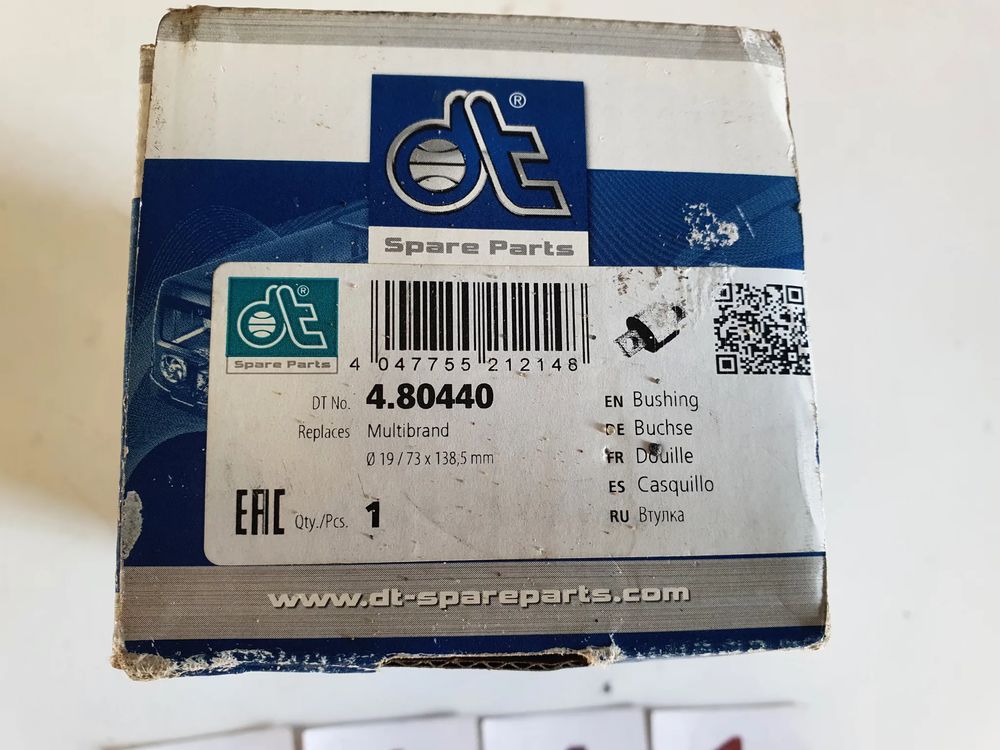 dt ®
Spare Parts
dt ®
Spare Parts
4 047755 212148
DT No. 4.80440
Replaces Multibrand
Ø 19 / 73 x 138,5 mm
EAC Qty./Pcs. 1
EN Bushing
DE Buchse
FR Douille
ES Casquillo
RU Втулка
www.dt-spareparts.com